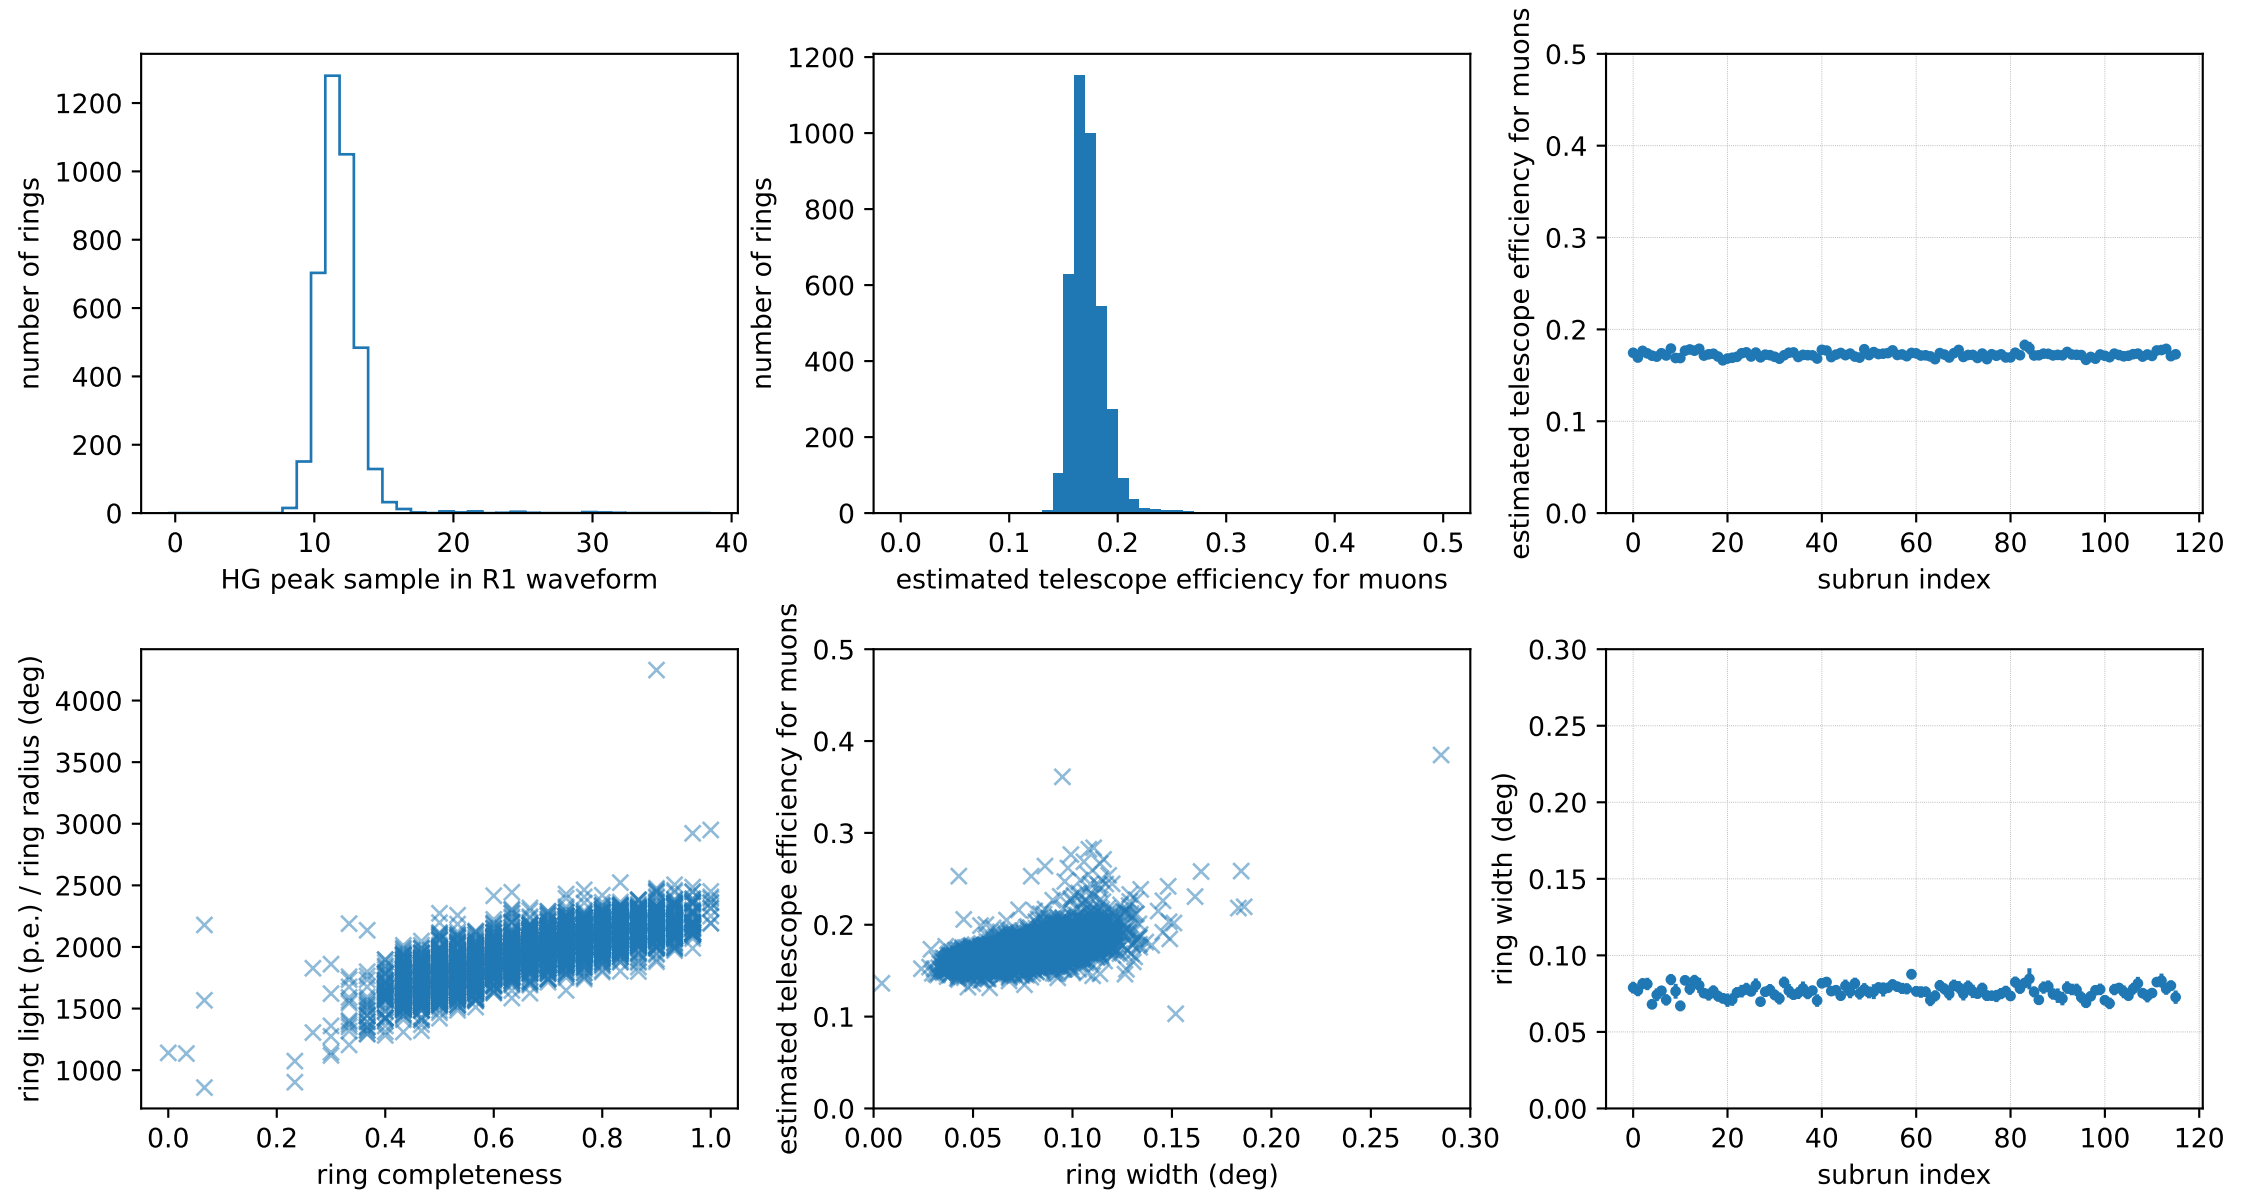 number of rings
1200
1000
800
600
400
200
0
0 10 20 30 40
HG peak sample in R1 waveform
number of rings
1200
1000
800
600
400
200
0
0.0 0.1 0.2 0.3 0.4 0.5
estimated telescope efficiency for muons
estimated telescope efficiency for muons
0.5
0.4
0.3
0.2
0.1
0.0
0 20 40 60 80 100 120
subrun index
ring light (p.e.) / ring radius (deg)
4000
3500
3000
2500
2000
1500
1000
0.0 0.2 0.4 0.6 0.8 1.0
ring completeness
estimated telescope efficiency for muons
0.5
0.4
0.3
0.2
0.1
0.0
0.00 0.05 0.10 0.15 0.20 0.25 0.30
ring width (deg)
ring width (deg)
0.30
0.25
0.20
0.15
0.10
0.05
0.00
0 20 40 60 80 100 120
subrun index